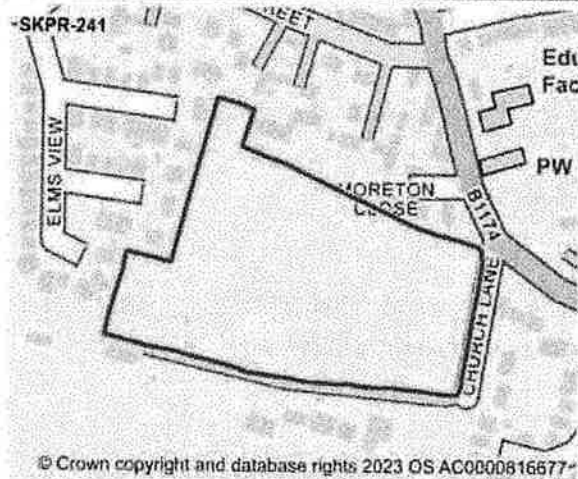 SKPR-241
REET
Edu
Fac
ELMS VIEW
MORETON
CLOSE
PW
B1174
CHURCH LANE
© Crown copyright and database rights 2023 OS AC0000816677